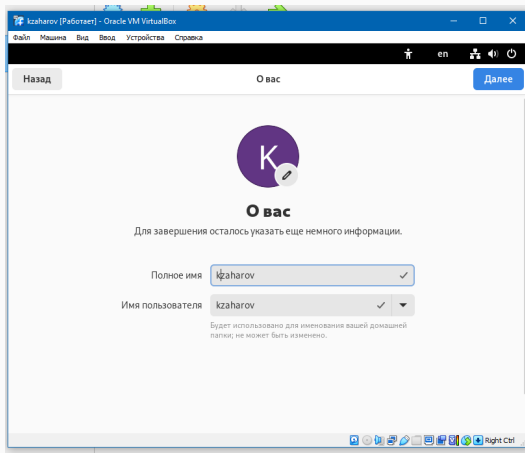 kzaharov [Работает] - Oracle VM VirtualBox
Файл Машина Вид Ввод Устройства Справка
en
Назад О вас Далее
K
О вас
Для завершения осталось указать еще немного информации.
Полное имя kzaharov
Имя пользователя kzaharov
Будет использовано для именования вашей домашней
папки; не может быть изменено.
Right Ctrl